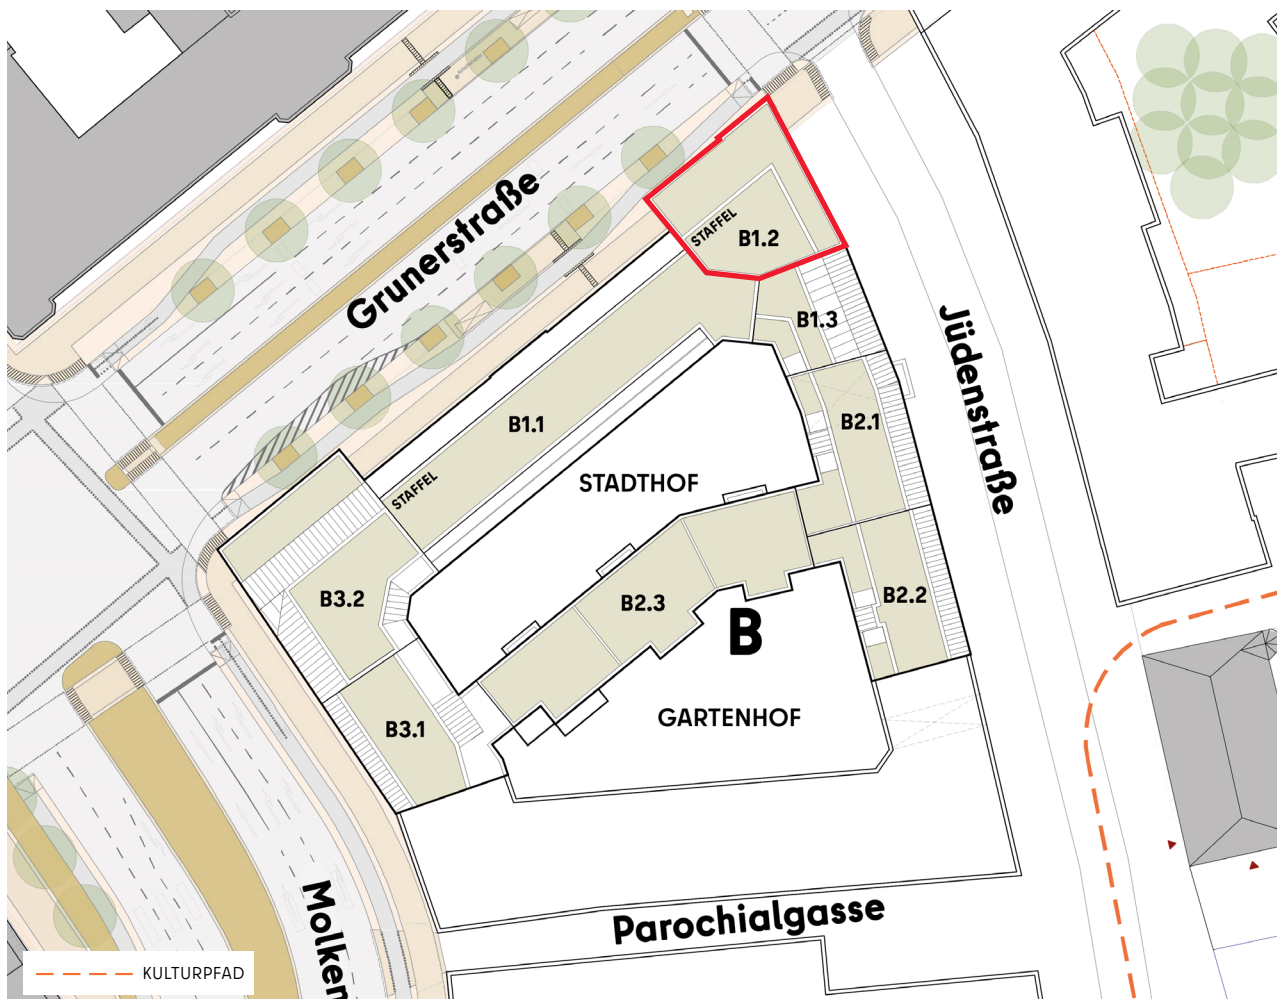 Grunerstraße
STAFFEL
B1.2
B1.3
Jüdenstraße
B1.1
B2.1
STADTHOF
STAFFEL
B3.2
B2.3
B2.2
B
GARTENHOF
B3.1
Parochialgasse
Molken
KULTURPFAD